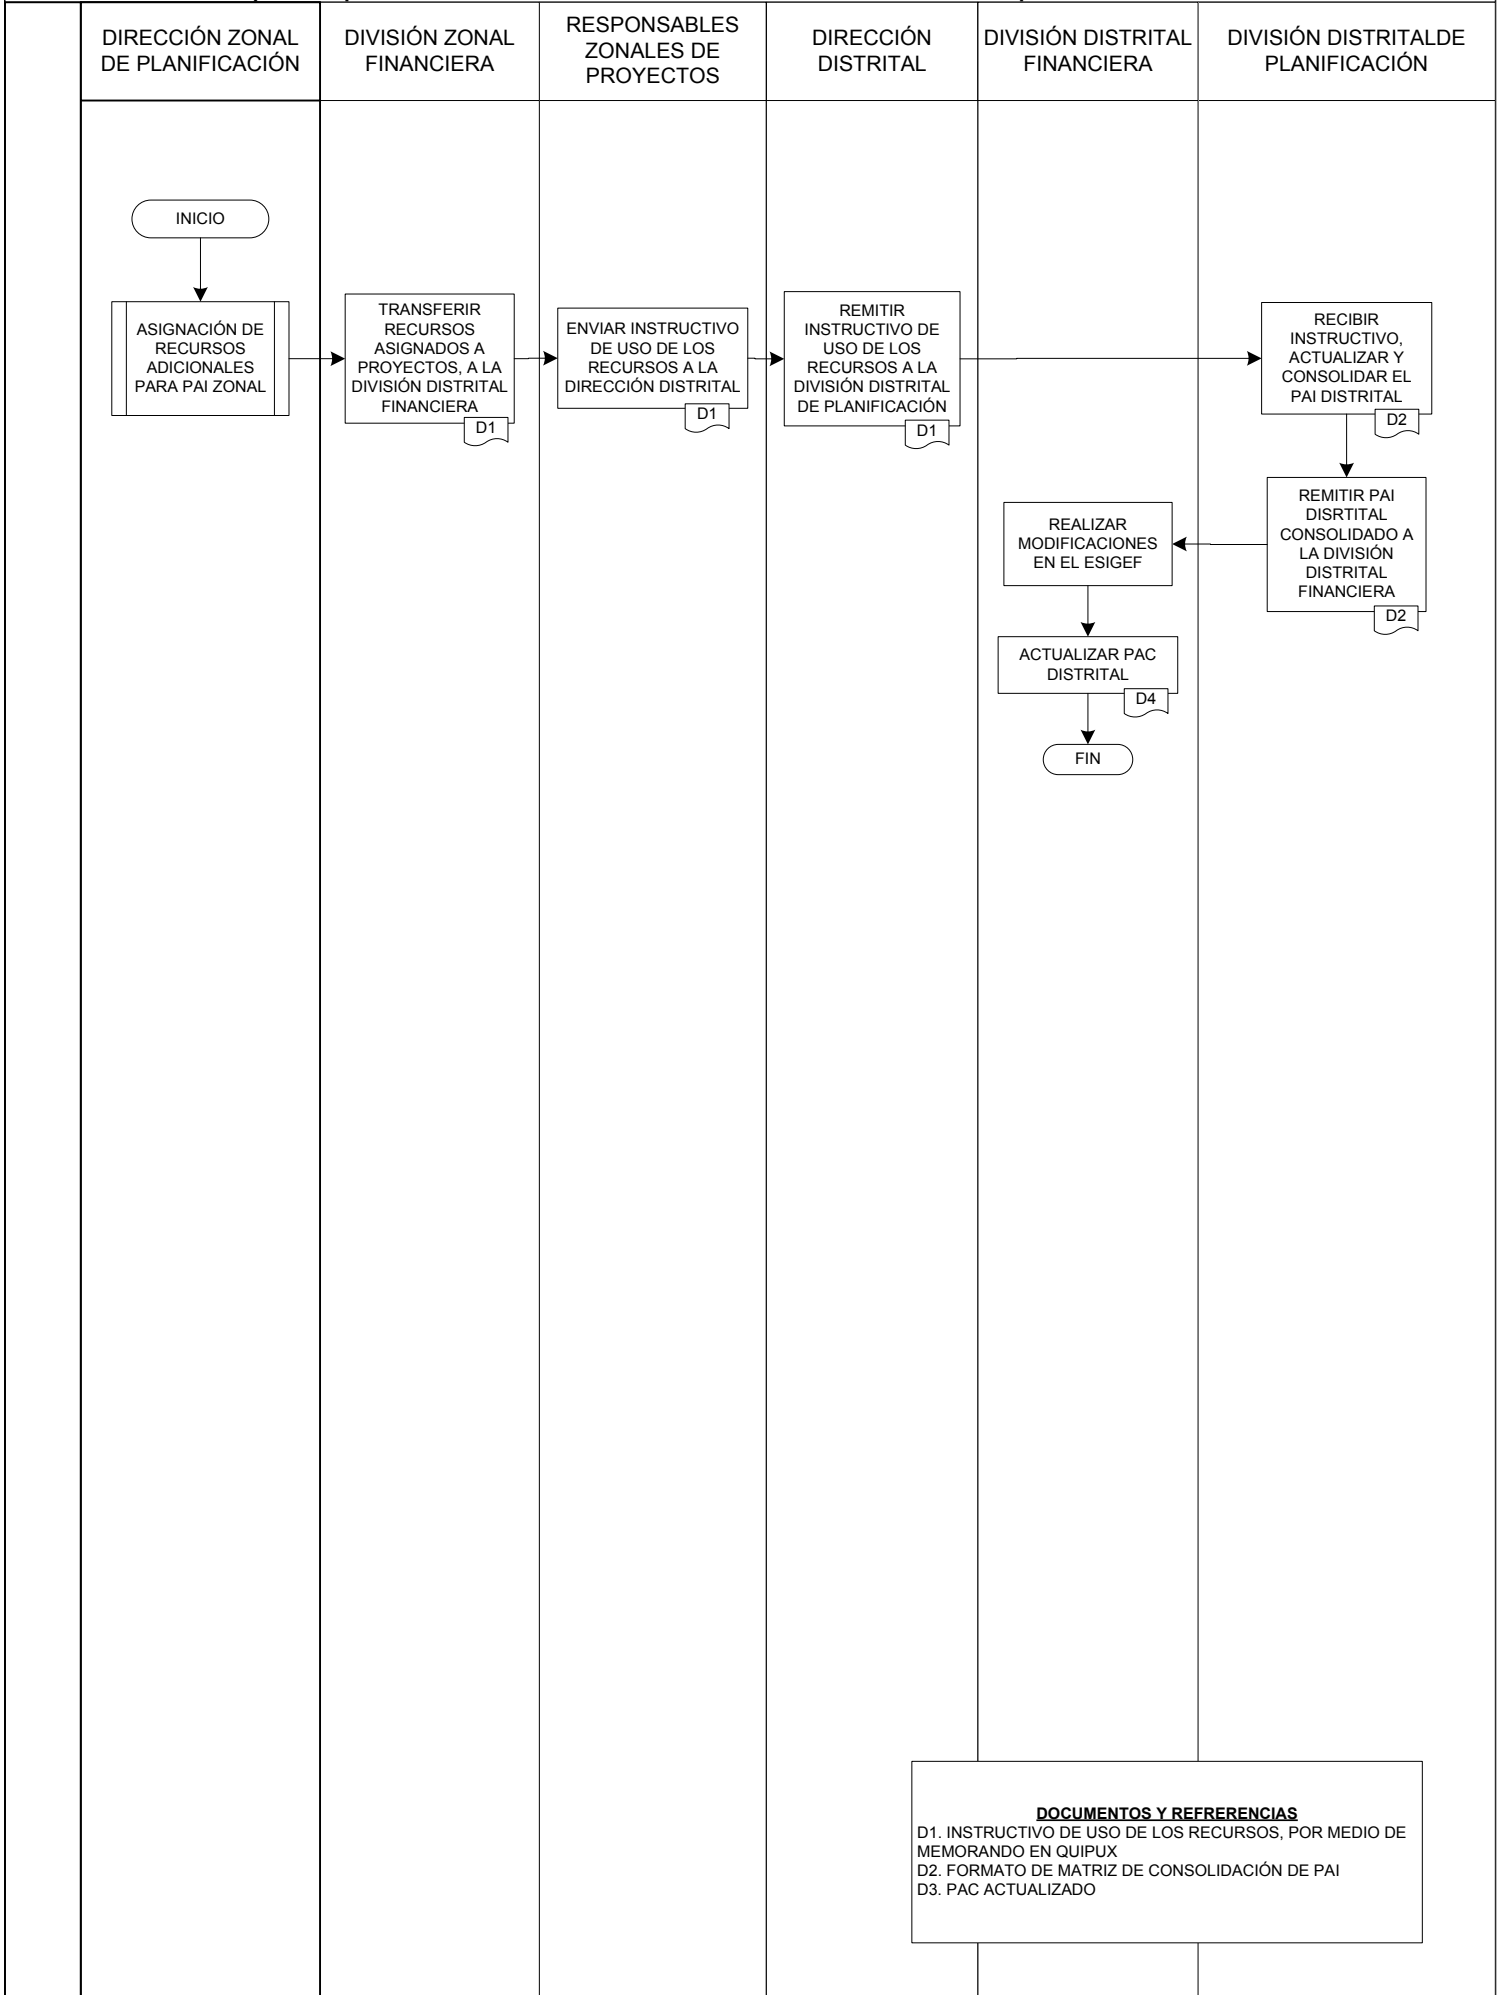 DIRECCIÓN ZONAL
DE PLANIFICACIÓN
DIVISIÓN ZONAL
FINANCIERA
RESPONSABLES
ZONALES DE
PROYECTOS
DIRECCIÓN
DISTRITAL
DIVISIÓN DISTRITAL
FINANCIERA
DIVISIÓN DISTRITALDE
PLANIFICACIÓN
INICIO
ASIGNACIÓN DE
RECURSOS
ADICIONALES
PARA PAI ZONAL
TRANSFERIR
RECURSOS
ASIGNADOS A
PROYECTOS, A LA
DIVISIÓN DISTRITAL
FINANCIERA
D1
ENVIAR INSTRUCTIVO
DE USO DE LOS
RECURSOS A LA
DIRECCIÓN DISTRITAL
D1
REMITIR
INSTRUCTIVO DE
USO DE LOS
RECURSOS A LA
DIVISIÓN DISTRITAL
DE PLANIFICACIÓN
D1
RECIBIR
INSTRUCTIVO,
ACTUALIZAR Y
CONSOLIDAR EL
PAI DISTRITAL
D2
REMITIR PAI
DISRTITAL
CONSOLIDADO A
LA DIVISIÓN
DISTRITAL
FINANCIERA
D2
REALIZAR
MODIFICACIONES
EN EL ESIGEF
ACTUALIZAR PAC
DISTRITAL
D4
FIN
DOCUMENTOS Y REFRERENCIAS
D1. INSTRUCTIVO DE USO DE LOS RECURSOS, POR MEDIO DE
MEMORANDO EN QUIPUX
D2. FORMATO DE MATRIZ DE CONSOLIDACIÓN DE PAI
D3. PAC ACTUALIZADO